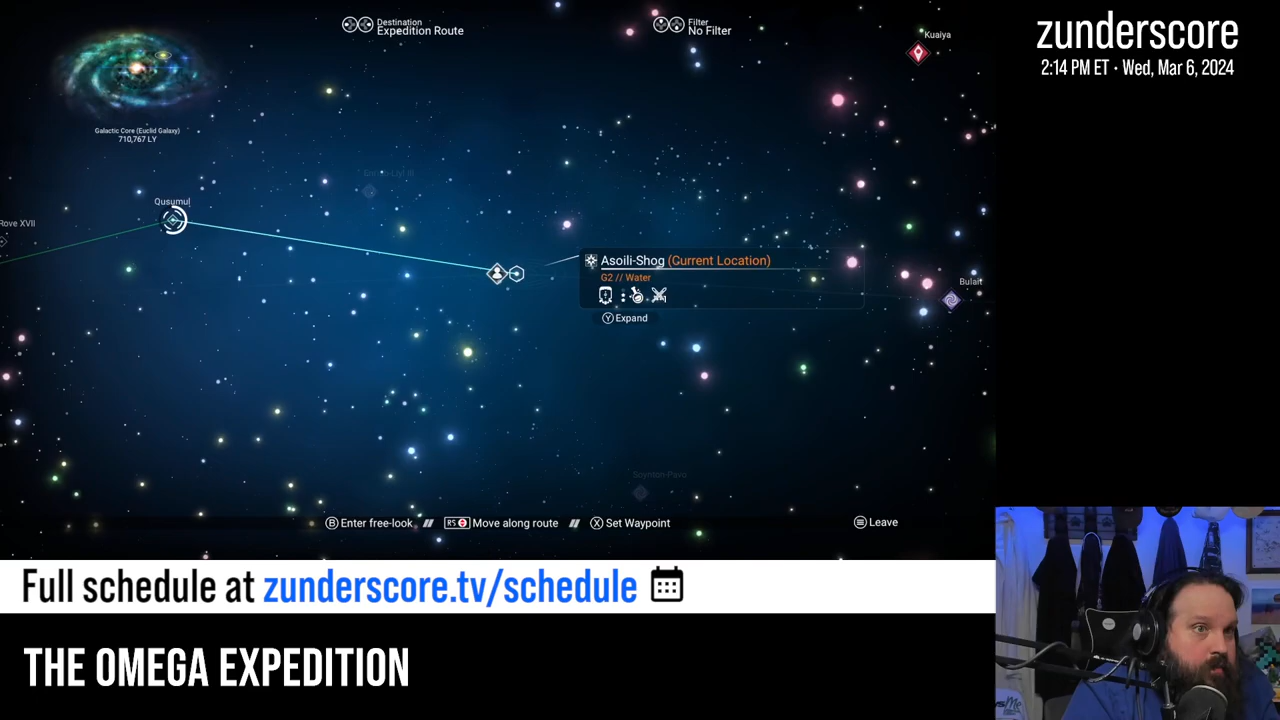 Destination
Expedition Route
Filter
No Filter
zunderscore
2:14 PM ET · Wed, Mar 6, 2024
Kuaiya
Galactic Core (Euclid Galaxy)
710,767 LY
Qusumul
Rove XVII
Asoili-Shog (Current Location)
G2 // Water
Y Expand
Bulait
Soynton-Pavo
B Enter free-look // RS Move along route // X Set Waypoint
Leave
Full schedule at zunderscore.tv/schedule
THE OMEGA EXPEDITION